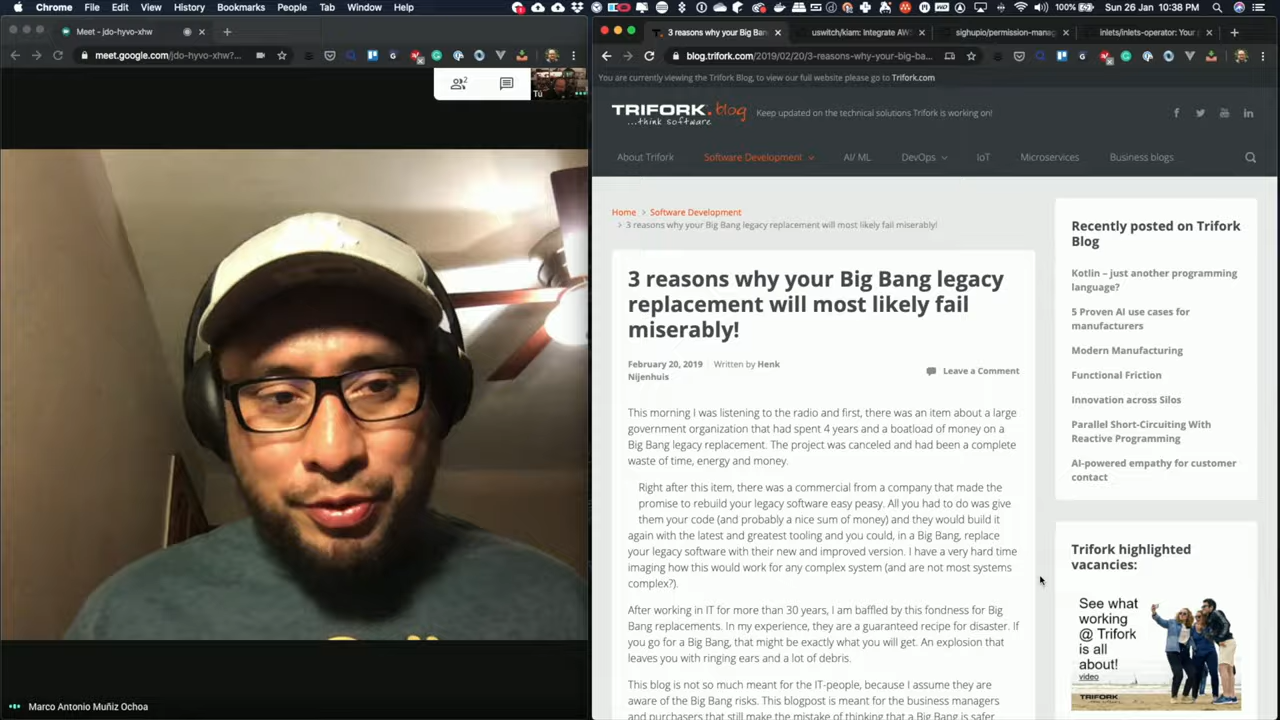 Chrome File Edit View History Bookmarks People Tab Window Help
100% Sun 26 Jan 10:38 PM
Meet - jdo-hyvo-xhw
meet.google.com/jdo-hyvo-xhw
2
Tú
Marco Antonio Muñiz Ochoa
3 reasons why your Big Ban
uswitch/kiam: Integrate AW
sighupio/permission-mana
inlets/inlets-operator: Your
blog.trifork.com/2019/02/20/3-reasons-why-your-big-ba...
You are currently viewing the Trifork Blog, to view our full website please go to Trifork.com
TRIFORK.blog
...think software
Keep updated on the technical solutions Trifork is working on!
About Trifork Software Development AI/ ML DevOps IoT Microservices Business blogs
Home > Software Development
> 3 reasons why your Big Bang legacy replacement will most likely fail miserably!
3 reasons why your Big Bang legacy
replacement will most likely fail
miserably!
February 20, 2019 Written by Henk
Nijenhuis
Leave a Comment
This morning I was listening to the radio and first, there was an item about a large
government organization that had spent 4 years and a boatload of money on a
Big Bang legacy replacement. The project was canceled and had been a complete
waste of time, energy and money.
Right after this item, there was a commercial from a company that made the
promise to rebuild your legacy software easy peasy. All you had to do was give
them your code (and probably a nice sum of money) and they would build it
again with the latest and greatest tooling and you could, in a Big Bang, replace
your legacy software with their new and improved version. I have a very hard time
imaging how this would work for any complex system (and are not most systems
complex?).
After working in IT for more than 30 years, I am baffled by this fondness for Big
Bang replacements. In my experience, they are a guaranteed recipe for disaster. If
you go for a Big Bang, that might be exactly what you will get. An explosion that
leaves you with ringing ears and a lot of debris.
This blog is not so much meant for the IT-people, because I assume they are
aware of the Big Bang risks. This blogpost is meant for the business managers
and purchasers that still make the mistake of thinking that a Big Bang is safer
Recently posted on Trifork
Blog
Kotlin – just another programming
language?
5 Proven AI use cases for
manufacturers
Modern Manufacturing
Functional Friction
Innovation across Silos
Parallel Short-Circuiting With
Reactive Programming
AI-powered empathy for customer
contact
Trifork highlighted
vacancies:
See what
working
@ Trifork
is all
about!
video
TRIFORK